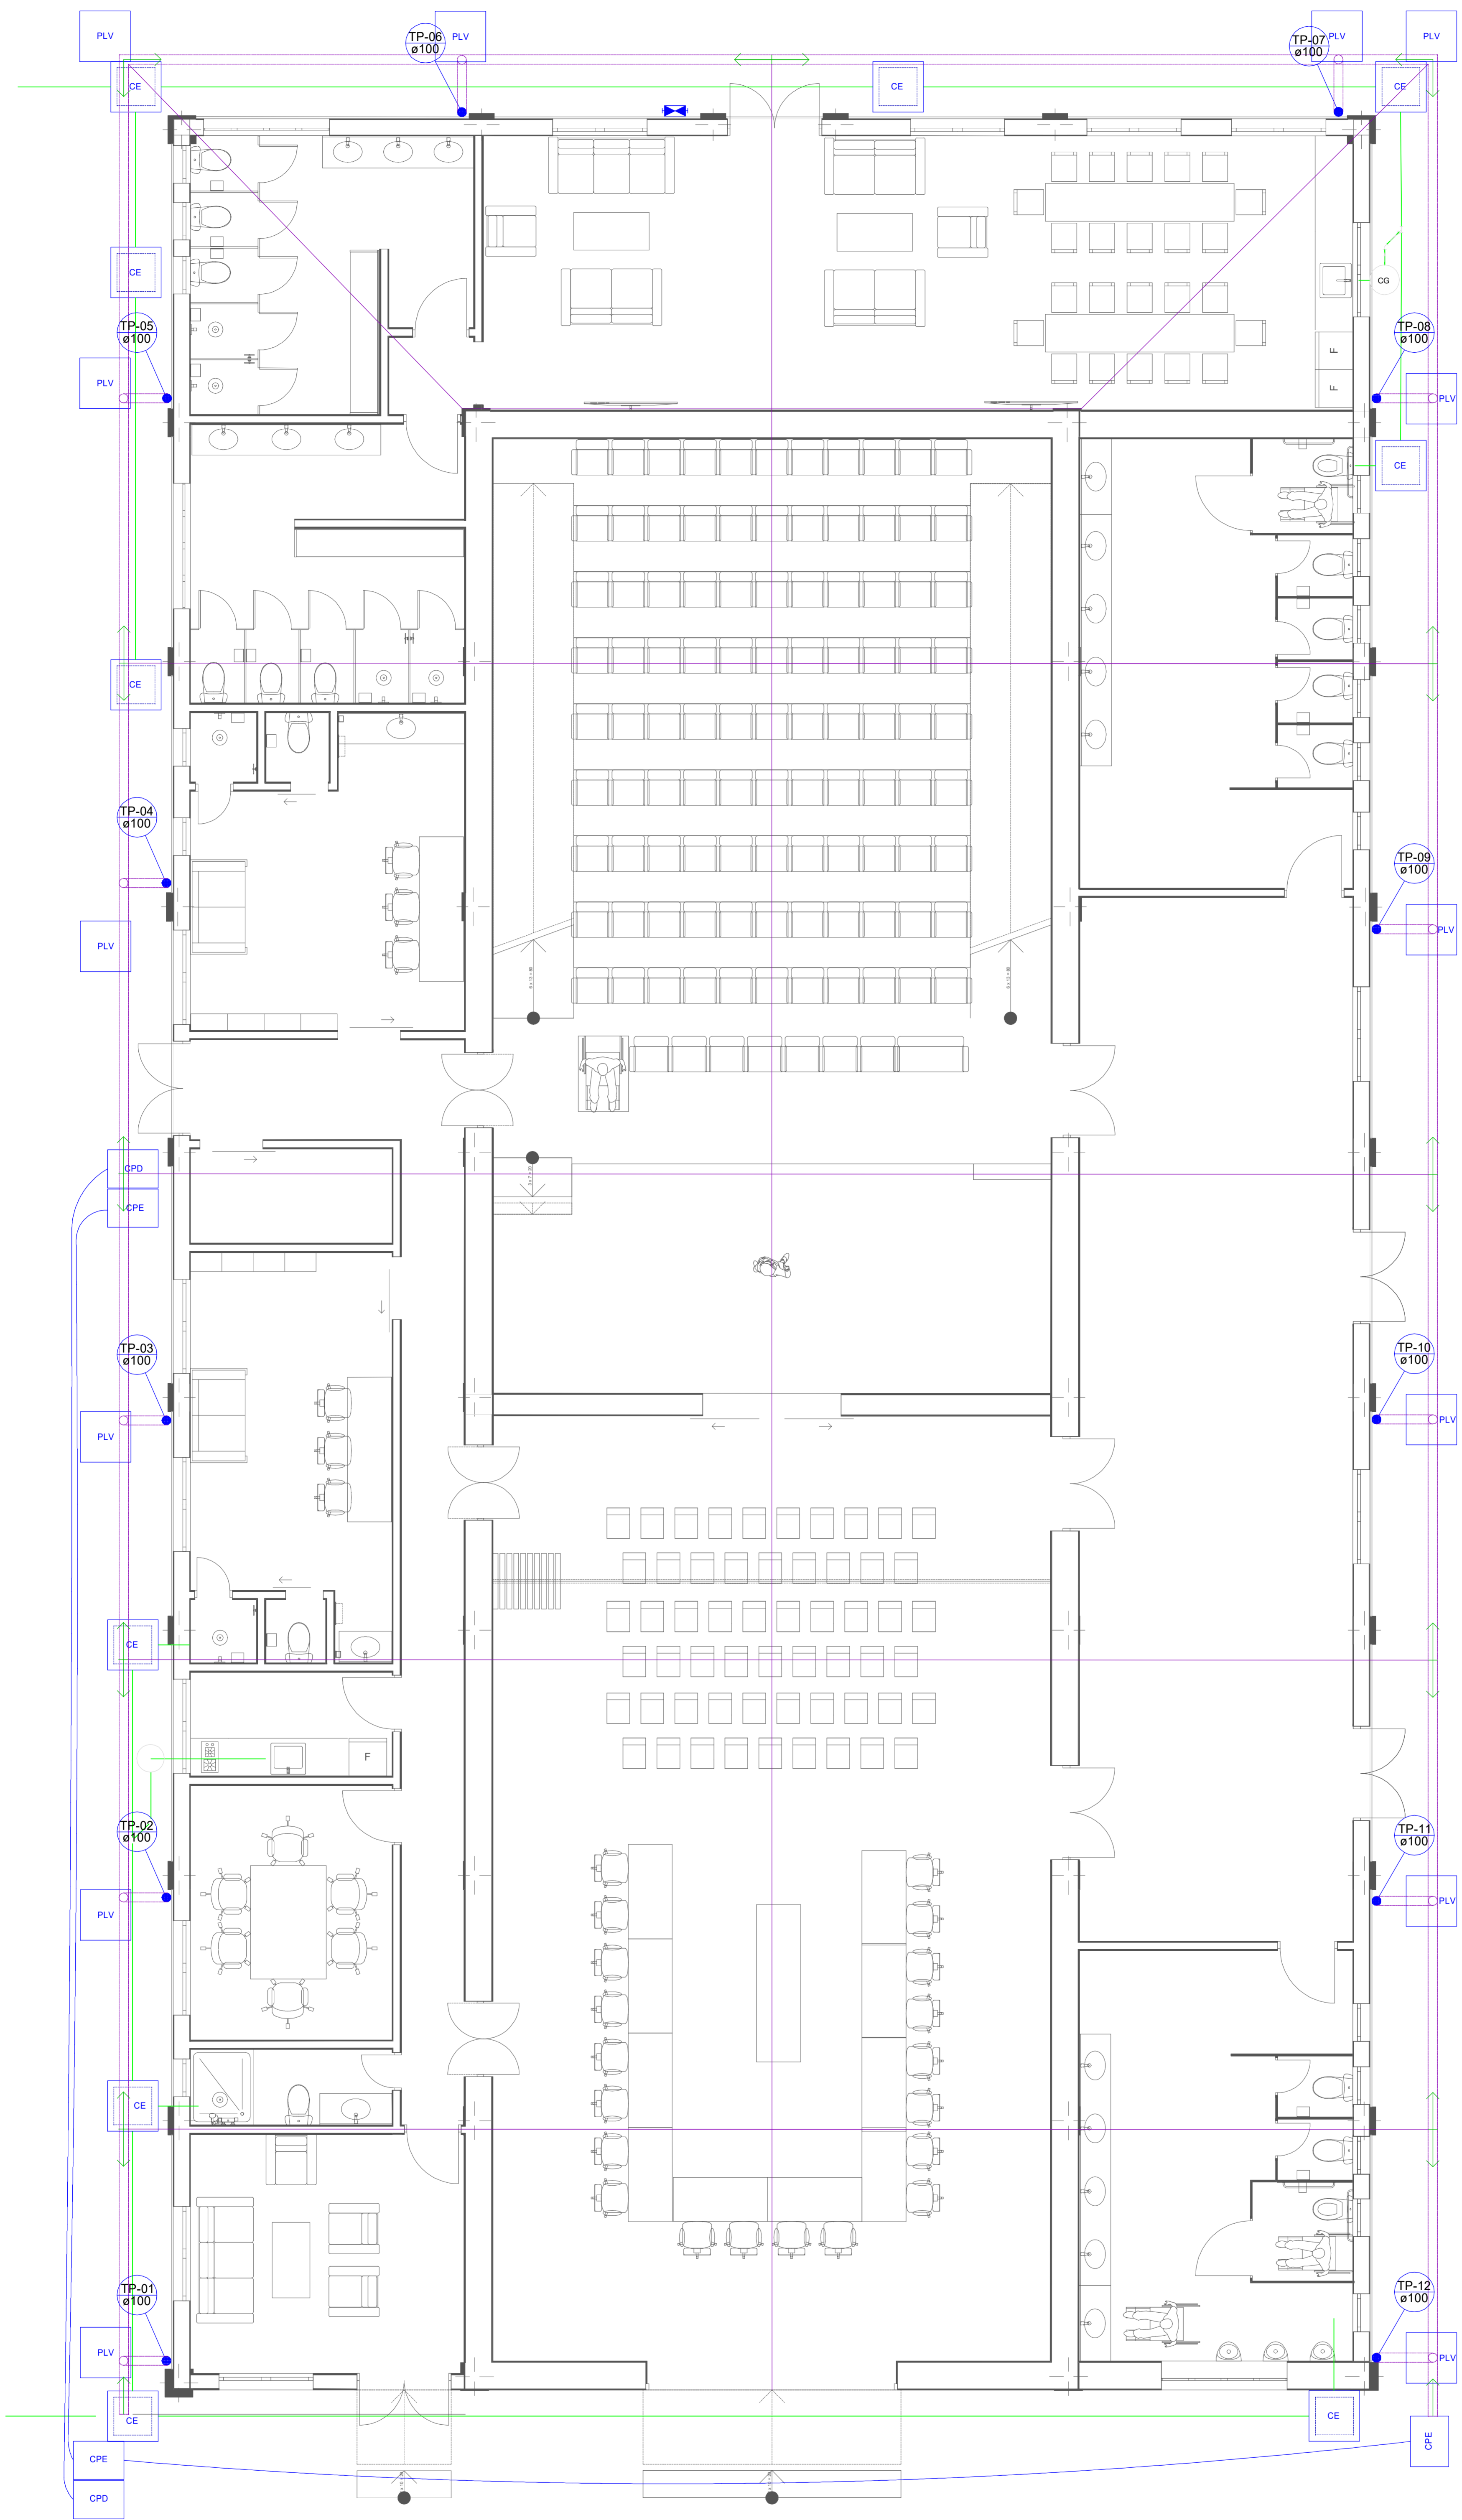 PLV
TP-06
ø100
PLV
TP-07
ø100
PLV
PLV
CE
CE
CE
CE
CG
TP-05
ø100
TP-08
ø100
F
PLV
F
PLV
CE
CE
TP-04
ø100
TP-09
ø100
PLV
PLV
CPD
CPE
TP-03
ø100
TP-10
ø100
PLV
PLV
CE
F
TP-02
ø100
TP-11
ø100
PLV
PLV
CE
TP-01
ø100
TP-12
ø100
PLV
PLV
CE
CE
CPE
CPE
CPD